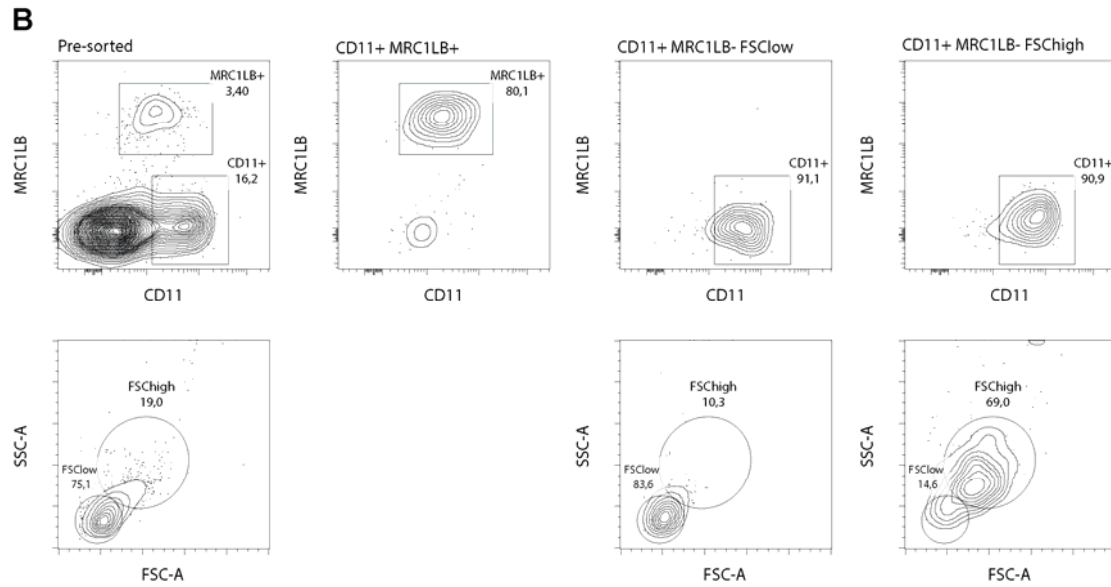 B
Pre-sorted
CD11+ MRC1LB+
CD11+ MRC1LB- FSClow
CD11+ MRC1LB- FSChigh
MRC1LB
MRC1LB+
3,40
CD11+
16,2
CD11
MRC1LB
MRC1LB+
80,1
CD11
MRC1LB
CD11+
91,1
CD11
MRC1LB
CD11+
90,9
CD11
SSC-A
FSChigh
19,0
FSClow
75,1
FSC-A
SSC-A
FSChigh
10,3
FSClow
83,6
FSC-A
SSC-A
FSChigh
69,0
FSClow
14,6
FSC-A